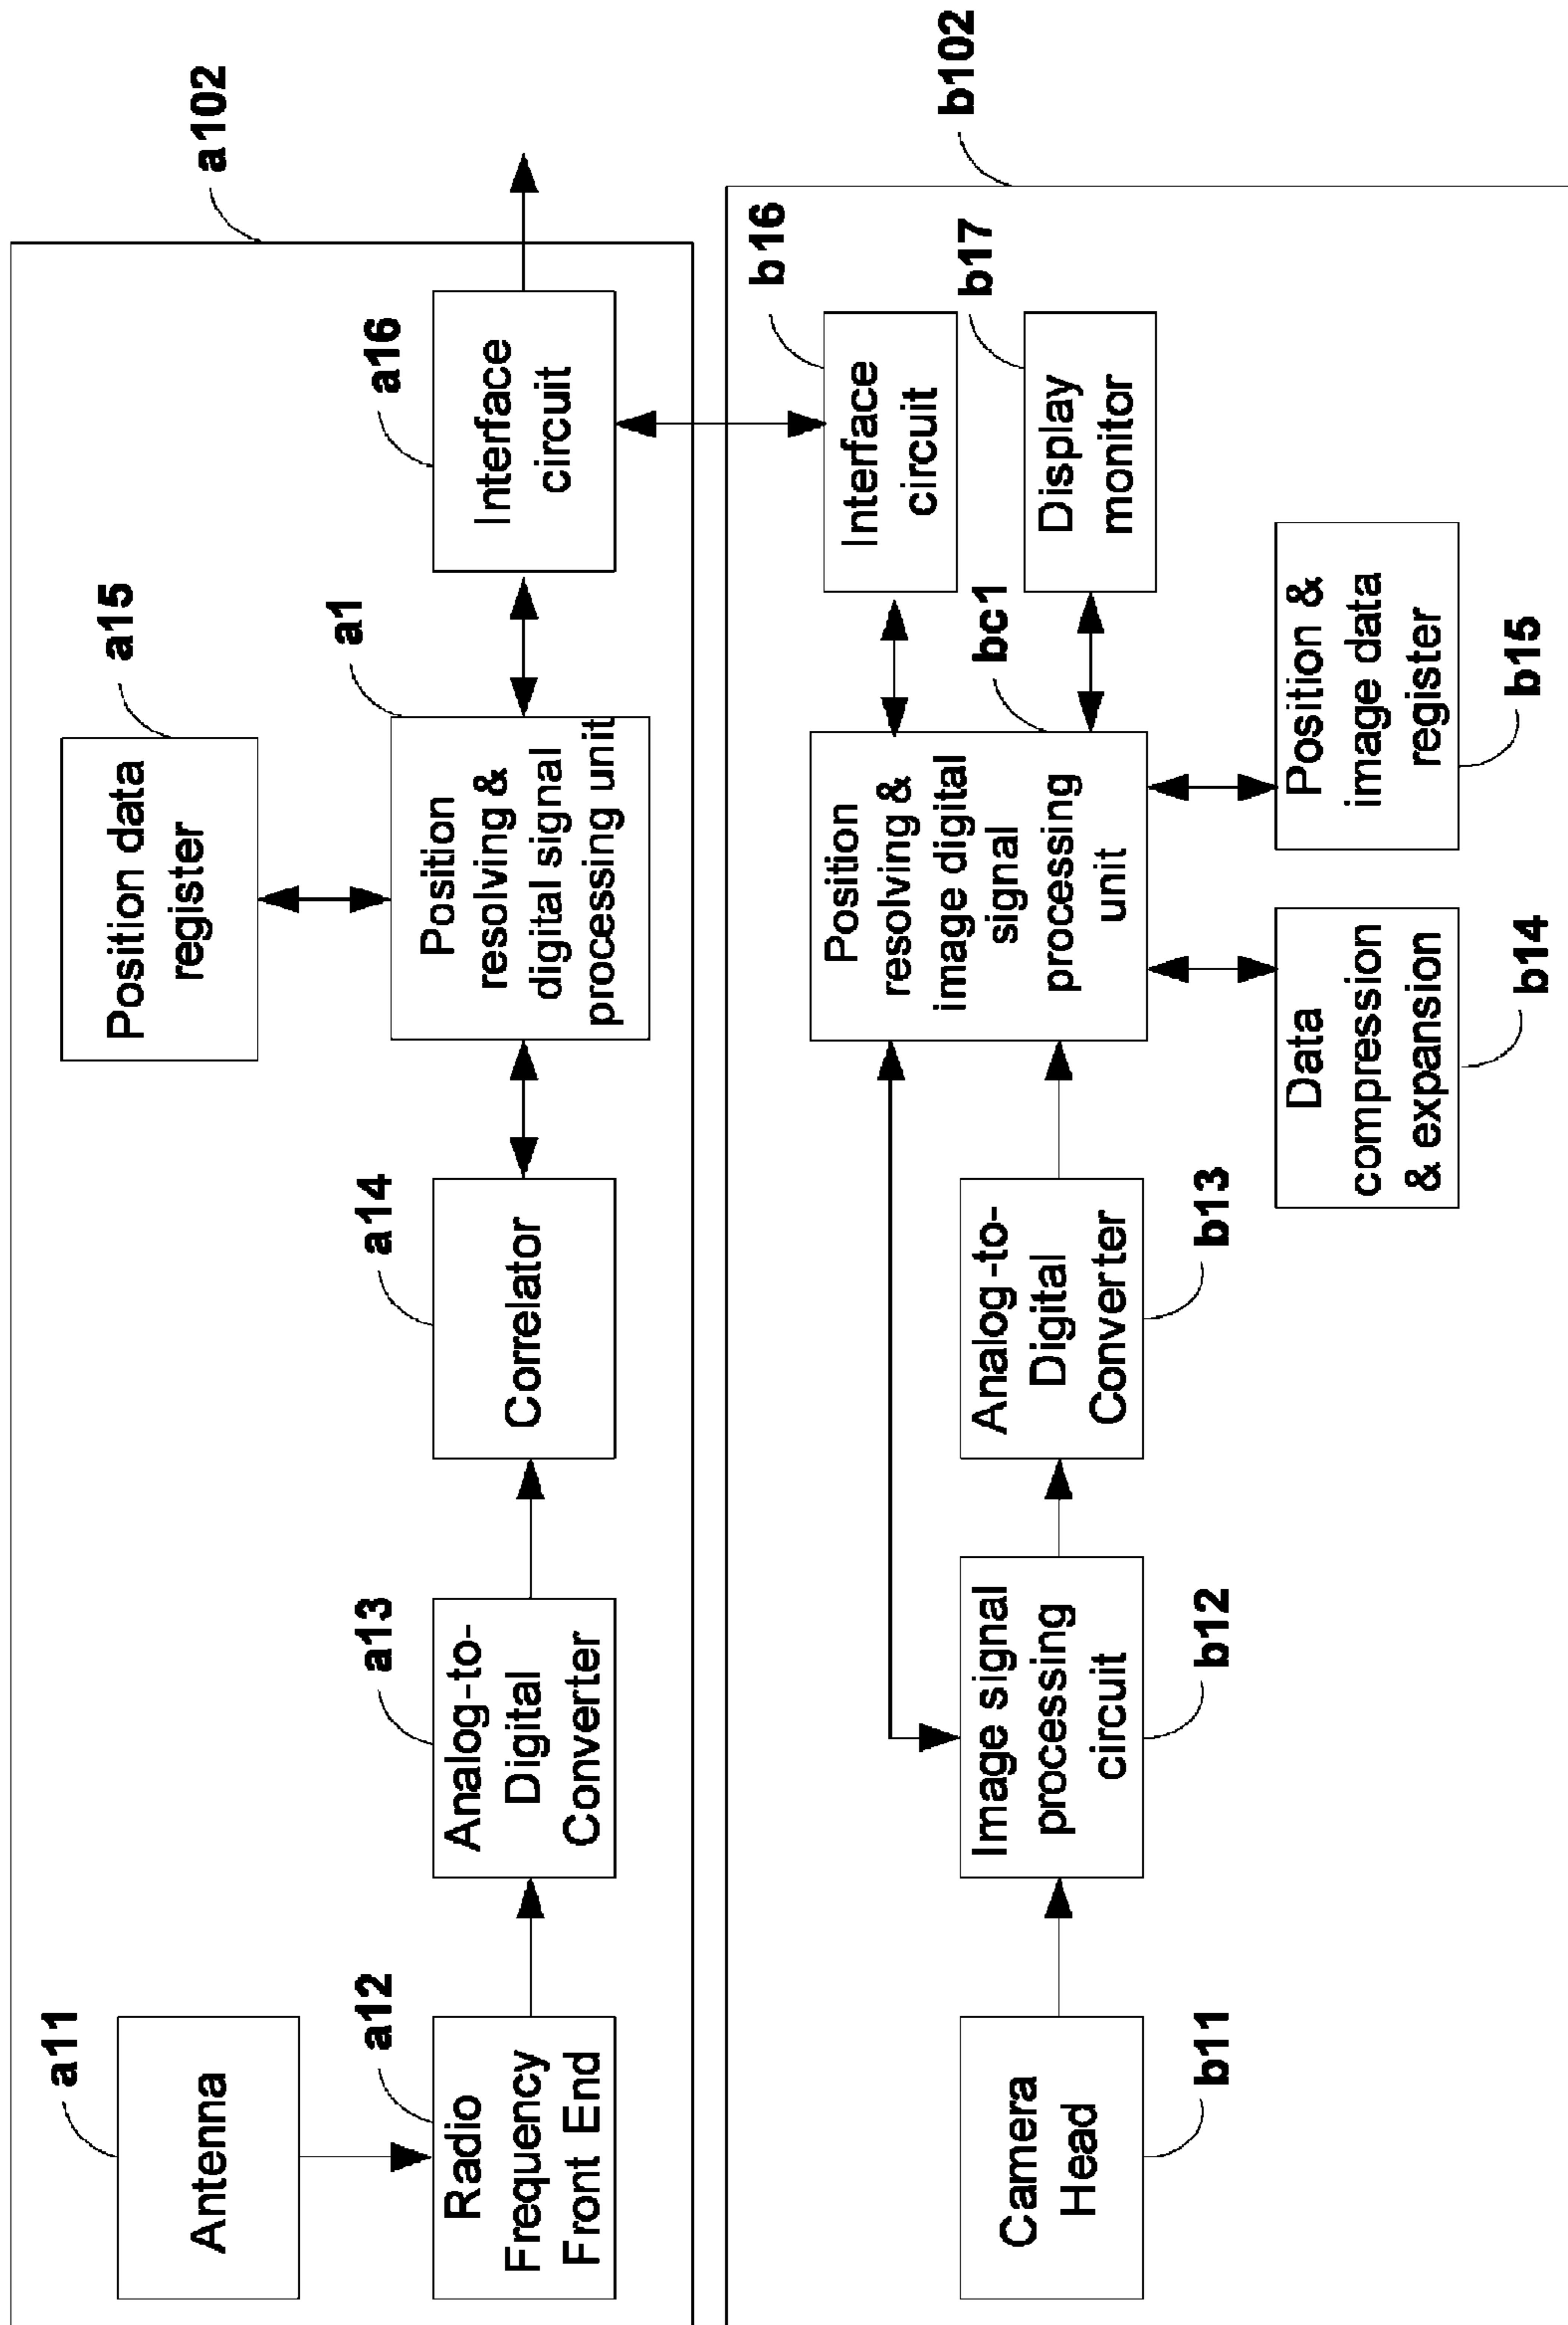 a11
Antenna
a12
Radio
Frequency
Front End
a13
Analog-to-
Digital
Converter
a14
Correlator
a15
Position data
register
a1
Position
resolving &
digital signal
processing unit
a16
Interface
circuit
a102
b11
Camera
Head
b12
Image signal
processing
circuit
b13
Analog-to-
Digital
Converter
bc1
Position
resolving &
image digital
signal
processing
unit
b14
Data
compression
& expansion
b15
Position &
image data
register
b16
Interface
circuit
b17
Display
monitor
b102